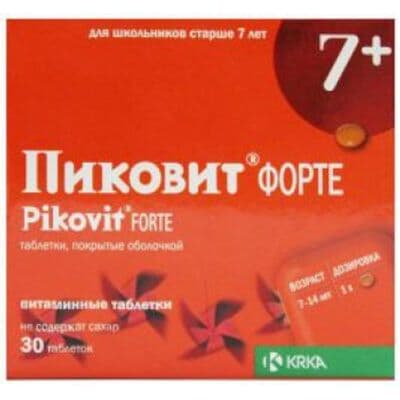 для школьников старше 7 лет
7+
Пиковит® ФОРТЕ
Pikovit® FORTE
таблетки, покрытые оболочкой
ВОЗРАСТ ДОЗИРОВКА
7-14 лет 1 x
витаминные таблетки
не содержат сахар
30 таблеток
KRKA